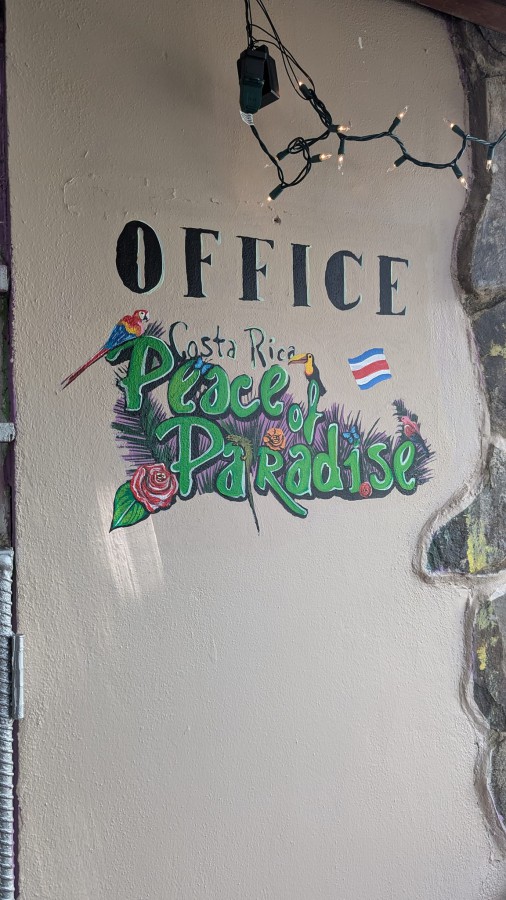 OFFICE
Costa Rica
Peace
of
Paradise